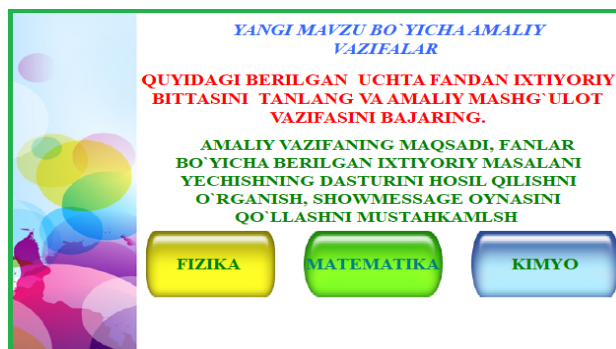 YANGI MAVZU BO`YICHA AMALIY
VAZIFALAR
QUYIDAGI BERILGAN UCHTA FANDAN IXTIYORIY
BITTASINI TANLANG VA AMALIY MASHG`ULOT
VAZIFASINI BAJARING.
AMALIY VAZIFANING MAQSADI, FANLAR
BO`YICHA BERILGAN IXTIYORIY MASALANI
YECHISHNING DASTURINI HOSIL QILISHNI
O`RGANISH, SHOWMESSAGE OYNASINI
QO`LLASHNI MUSTAHKAMLSH
FIZIKA
MATEMATIKA
KIMYO